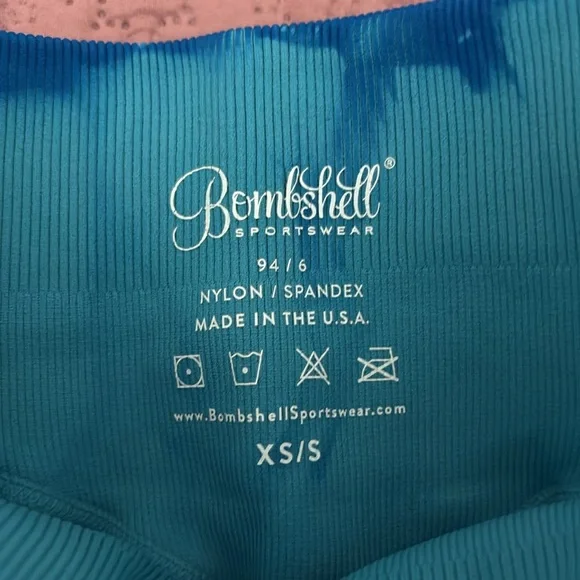 Bombshell®
SPORTSWEAR
94/6
NYLON / SPANDEX
MADE IN THE U.S.A.
www.BombshellSportswear.com
XS/S